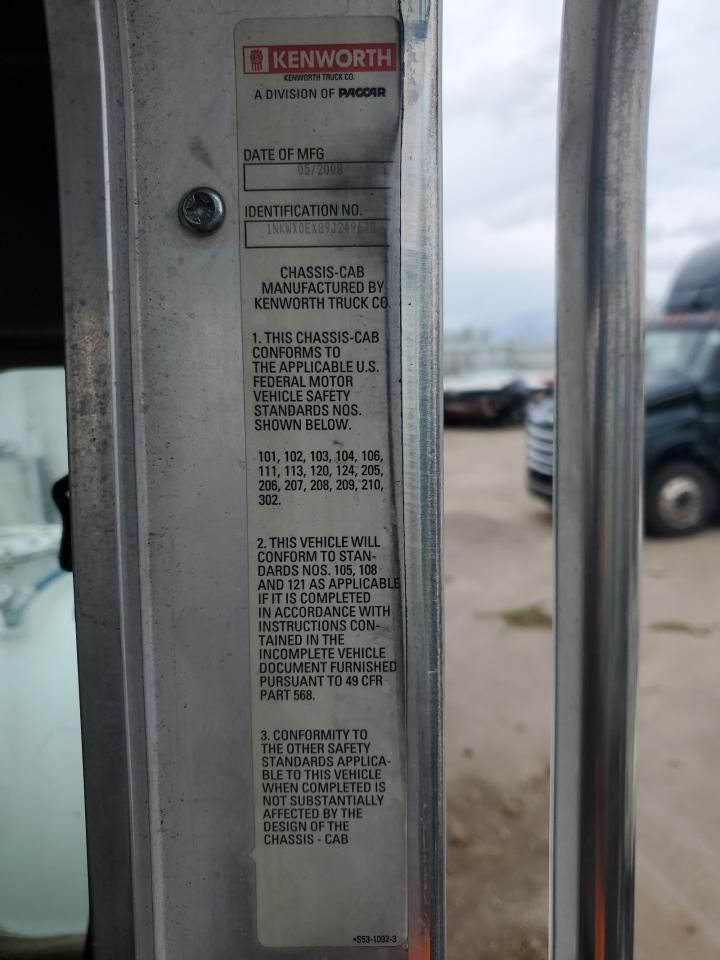 KENWORTH
KENWORTH TRUCK CO.
A DIVISION OF PACCAR
DATE OF MFG
05/2008
IDENTIFICATION NO.
CHASSIS-CAB
MANUFACTURED BY
KENWORTH TRUCK CO.
1. THIS CHASSIS-CAB
CONFORMS TO
THE APPLICABLE U.S.
FEDERAL MOTOR
VEHICLE SAFETY
STANDARDS NOS.
SHOWN BELOW.
101, 102, 103, 104, 106,
111, 113, 120, 124, 205,
206, 207, 208, 209, 210,
302.
2. THIS VEHICLE WILL
CONFORM TO STAN-
DARDS NOS. 105, 108
AND 121 AS APPLICABLE
IF IT IS COMPLETED
IN ACCORDANCE WITH
INSTRUCTIONS CON-
TAINED IN THE
INCOMPLETE VEHICLE
DOCUMENT FURNISHED
PURSUANT TO 49 CFR
PART 568.
3. CONFORMITY TO
THE OTHER SAFETY
STANDARDS APPLICA-
BLE TO THIS VEHICLE
WHEN COMPLETED IS
NOT SUBSTANTIALLY
AFFECTED BY THE
DESIGN OF THE
CHASSIS - CAB
•S53-1092-3